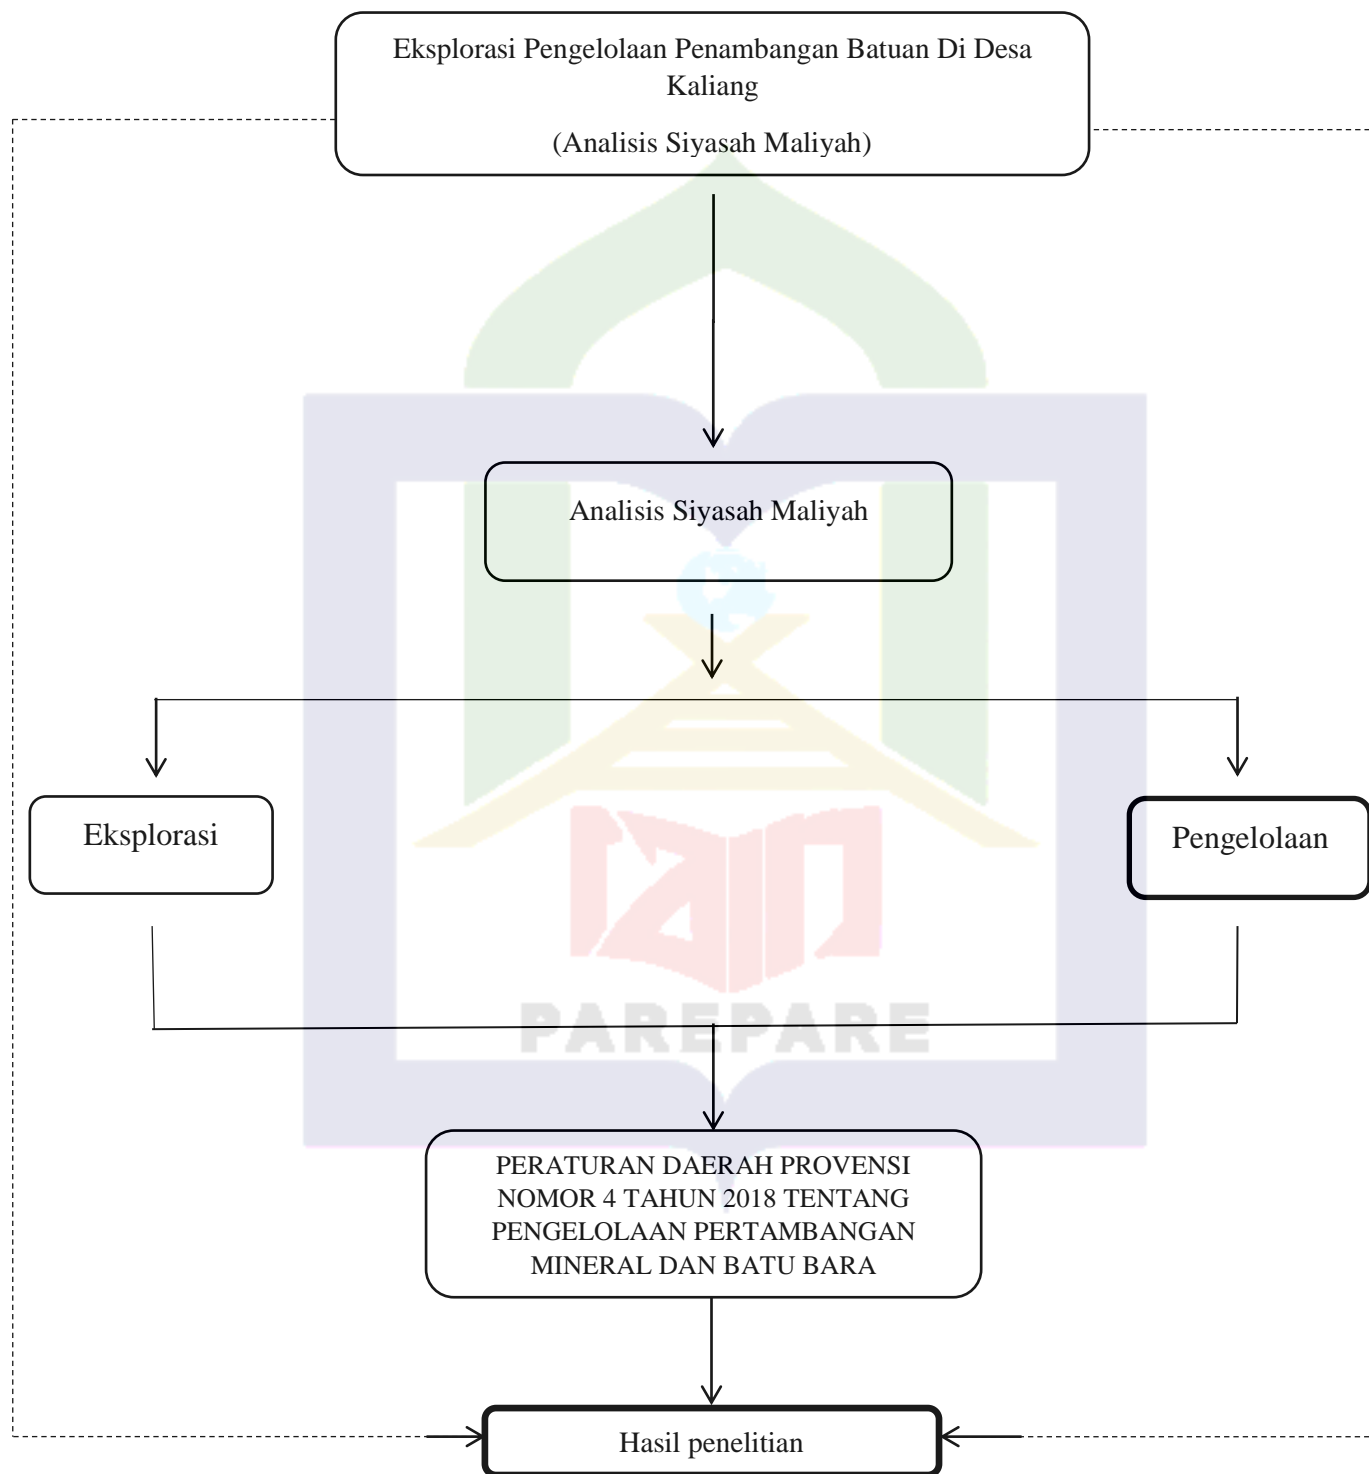 Eksplorasi Pengelolaan Penambangan Batuan Di Desa
Kaliang
(Analisis Siyasah Maliyah)
Analisis Siyasah Maliyah
Eksplorasi
Pengelolaan
iain
PAREPARE
PERATURAN DAERAH PROVENSI
NOMOR 4 TAHUN 2018 TENTANG
PENGELOLAAN PERTAMBANGAN
MINERAL DAN BATU BARA
Hasil penelitian